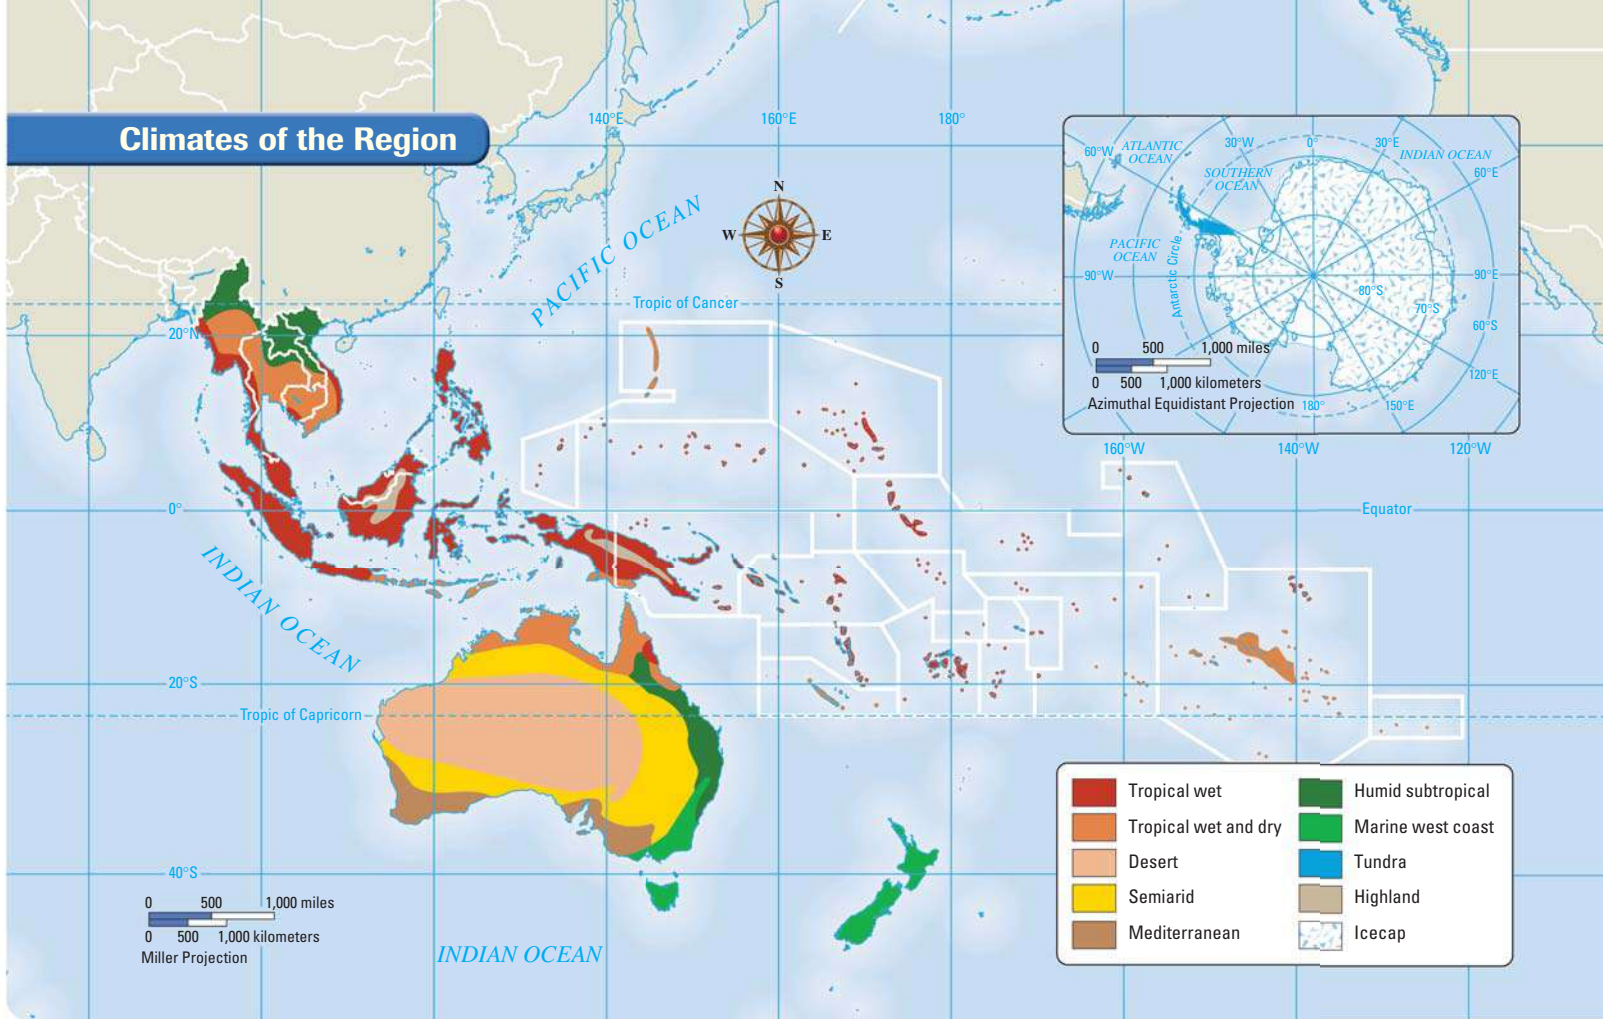 Climates of the Region
140°E
160°E
180°
N
W
E
S
PACIFIC OCEAN
Tropic of Cancer
20°N
0°
Equator
INDIAN OCEAN
20°S
Tropic of Capricorn
40°S
160°W
140°W
120°W
0 500 1,000 miles
0 500 1,000 kilometers
Miller Projection
INDIAN OCEAN
60°W
ATLANTIC
OCEAN
30°W
0°
30°E
INDIAN OCEAN
60°E
SOUTHERN
OCEAN
PACIFIC
OCEAN
90°W
Antarctic Circle
90°E
80°S
70°S
60°S
120°E
150°E
180°
0 500 1,000 miles
0 500 1,000 kilometers
Azimuthal Equidistant Projection
Tropical wet
Tropical wet and dry
Desert
Semiarid
Mediterranean
Humid subtropical
Marine west coast
Tundra
Highland
Icecap